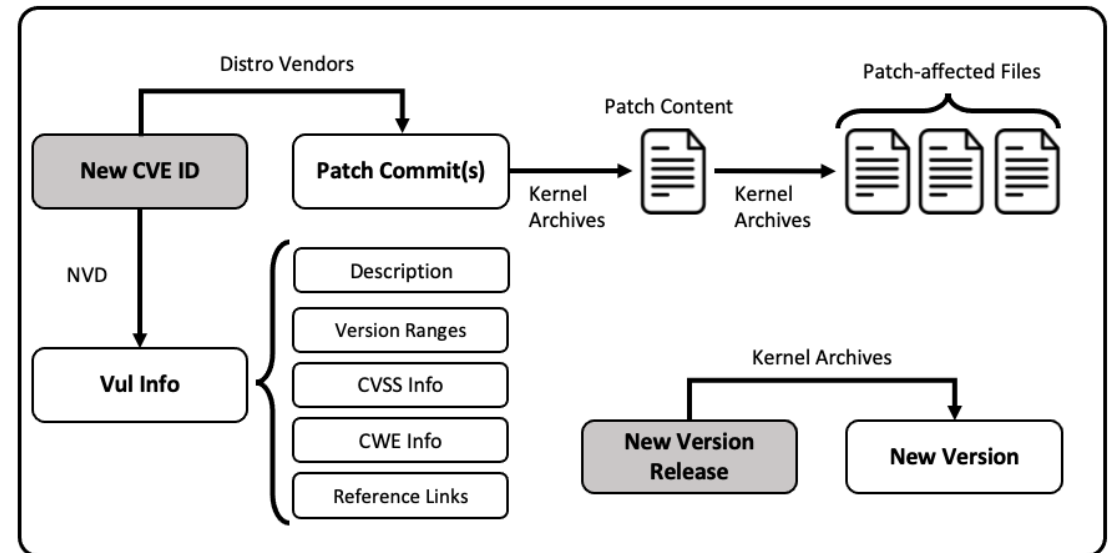 Distro Vendors
Patch-affected Files
Patch Content
New CVE ID
Patch Commit(s)
Kernel
Archives
Kernel
Archives
NVD
Description
Version Ranges
Vul Info
CVSS Info
CWE Info
Reference Links
Kernel Archives
New Version
Release
New Version